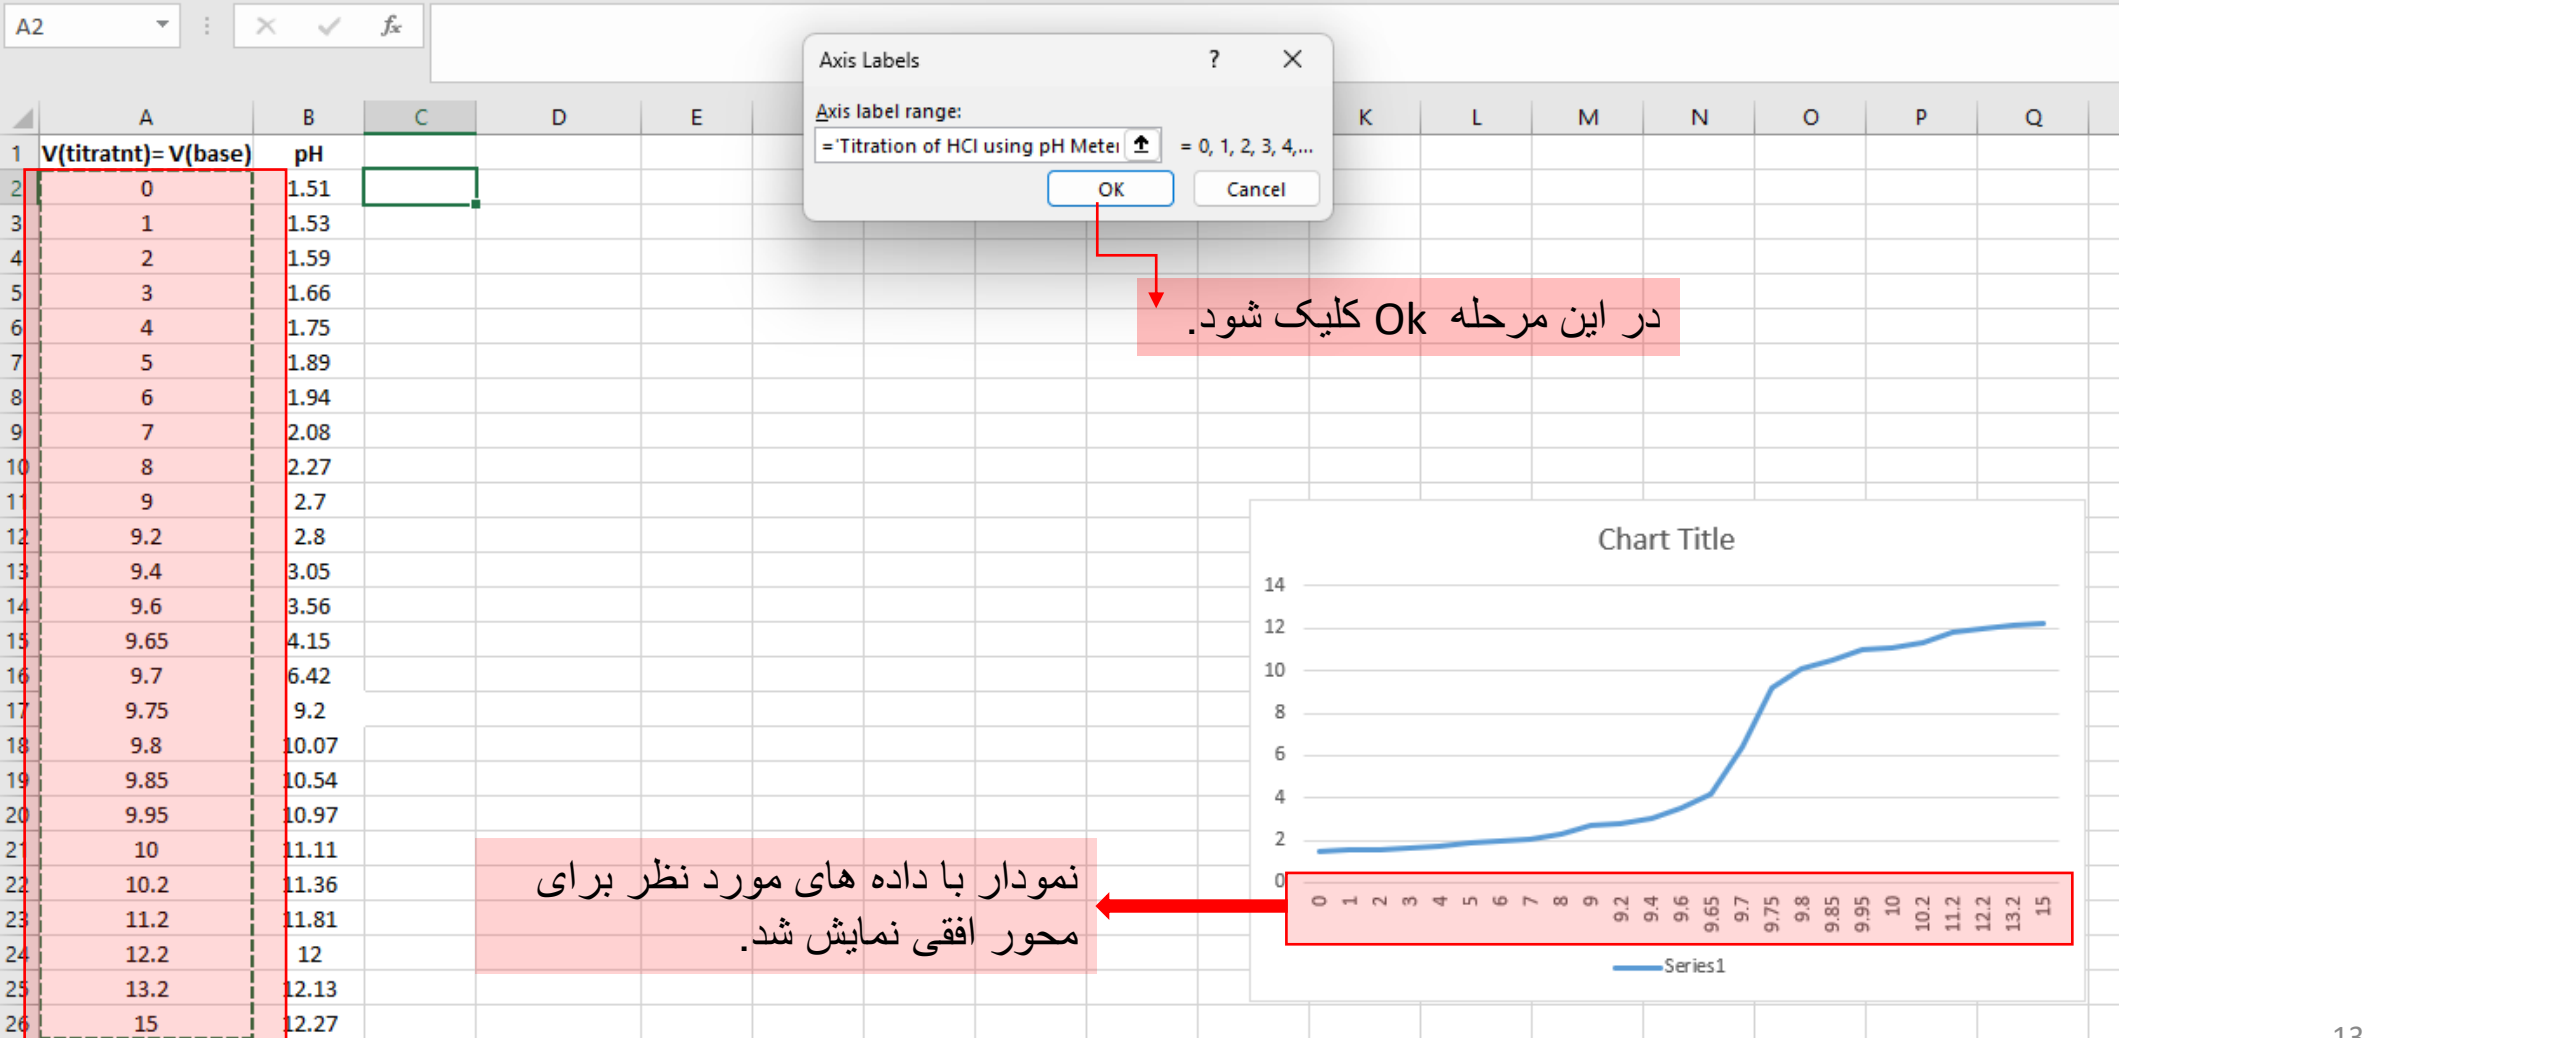 A2
fx
Axis Labels ? ×
Axis label range:
='Titration of HCl using pH Meter
= 0, 1, 2, 3, 4,...
OK Cancel
A B C D E K L M N O P Q
1 V(titratnt)= V(base) pH
2 0 1.51
3 1 1.53
4 2 1.59
5 3 1.66
6 4 1.75
7 5 1.89
8 6 1.94
9 7 2.08
10 8 2.27
11 9 2.7
12 9.2 2.8
13 9.4 3.05
14 9.6 3.56
15 9.65 4.15
16 9.7 6.42
17 9.75 9.2
18 9.8 10.07
19 9.85 10.54
20 9.95 10.97
21 10 11.11
22 10.2 11.36
23 11.2 11.81
24 12.2 12
25 13.2 12.13
26 15 12.27
در این مرحله Ok کلیک شود.
Chart Title
14
12
10
8
6
4
2
0
0 1 2 3 4 5 6 7 8 9 9.2 9.4 9.6 9.65 9.7 9.75 9.8 9.85 9.95 10 10.2 11.2 12.2 13.2 15
Series1
نمودار با داده های مورد نظر برای
محور افقی نمایش شد.
13